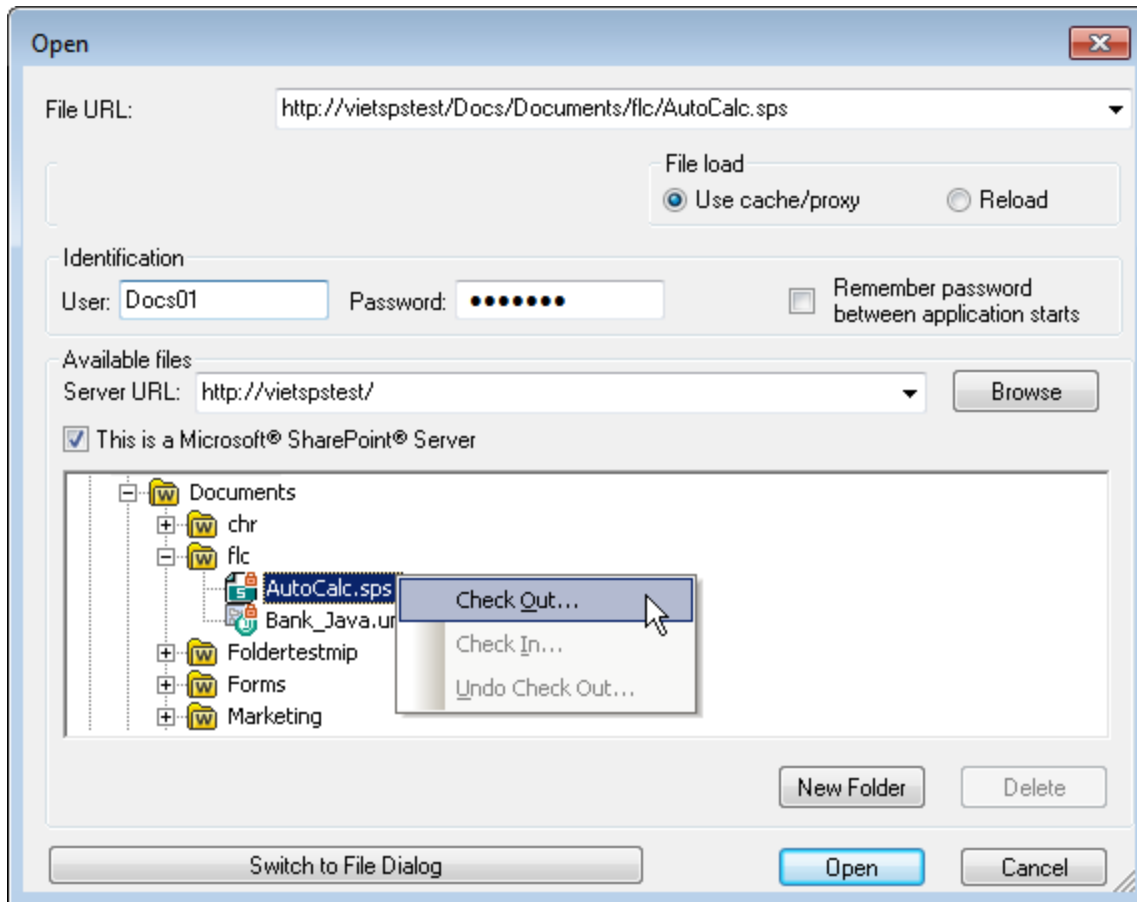 Open
File URL: http://vietspstest/Docs/Documents/flc/AutoCalc.sps
File load
Use cache/proxy Reload
Identification
User: Docs01 Password: Remember password
between application starts
Available files
Server URL: http://vietspstest/ Browse
This is a Microsoft® SharePoint® Server
Documents
chr
flc
AutoCalc.sps Check Out...
Bank_Java.um
Check In...
Foldertestmip
Undo Check Out...
Forms
Marketing
New Folder Delete
Switch to File Dialog Open Cancel